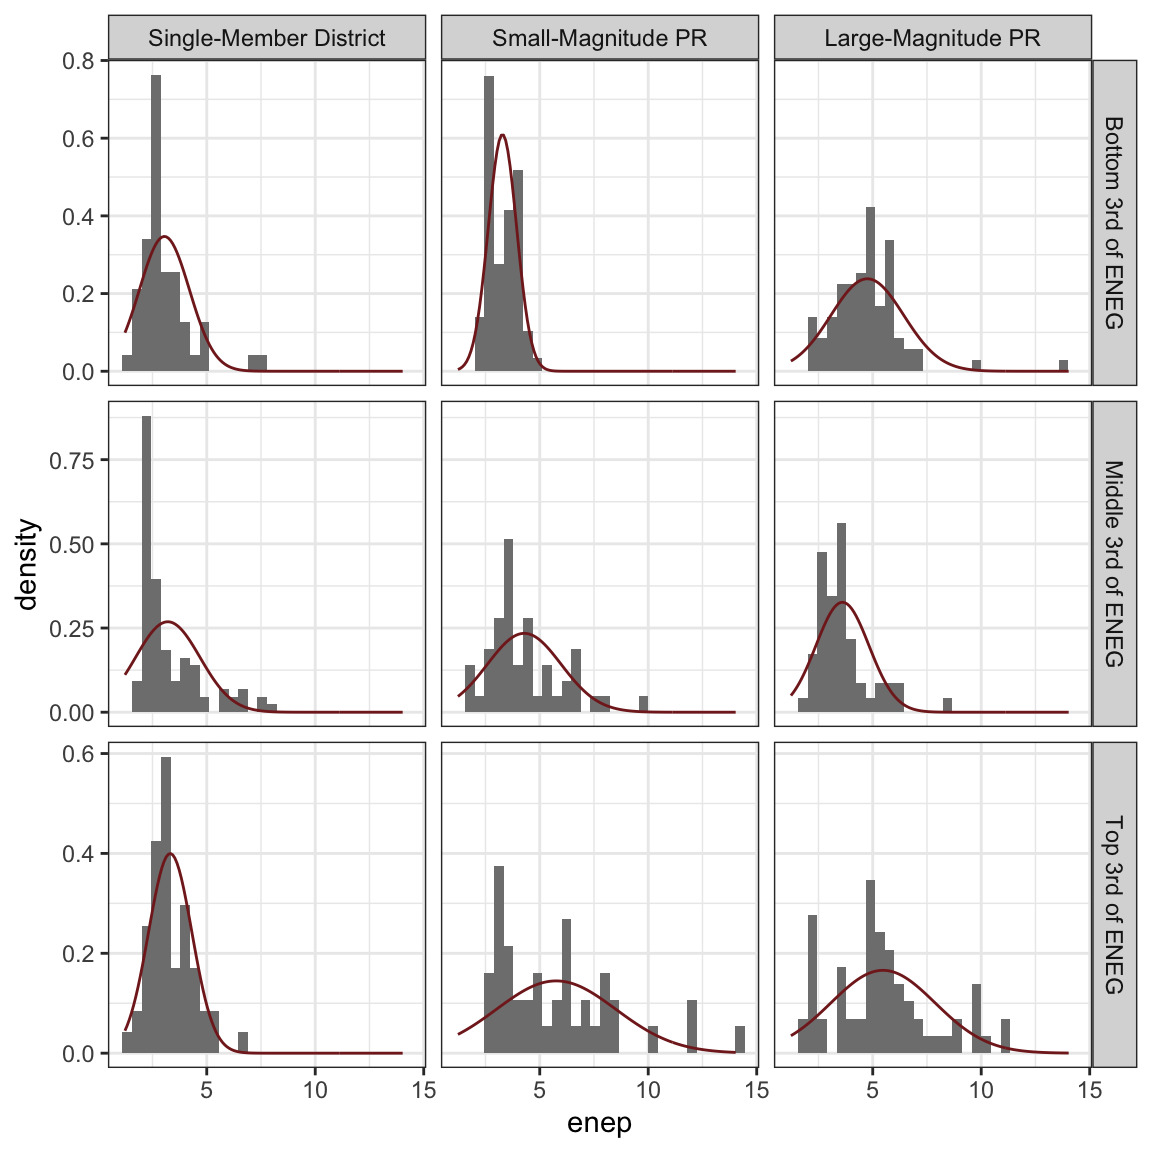 Single-Member District
Small-Magnitude PR
Large-Magnitude PR
0.8
0.6
0.4
0.2
0.0
Bottom 3rd of ENEG
0.75
0.50
0.25
0.00
Middle 3rd of ENEG
0.6
0.4
0.2
0.0
Top 3rd of ENEG
density
5 10 15 5 10 15 5 10 15
enep